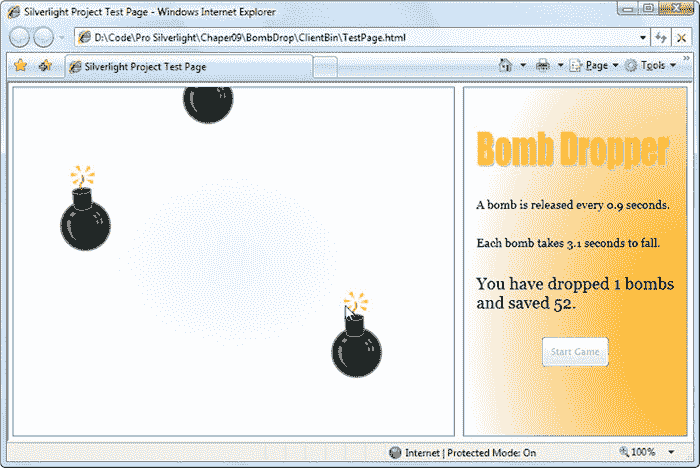 Silverlight Project Test Page - Windows Internet Explorer
D:\Code\Pro Silverlight\Chaper09\BombDrop\ClientBin\TestPage.html
Silverlight Project Test Page
Page
Tools
Bomb Dropper
A bomb is released every 0.9 seconds.
Each bomb takes 3.1 seconds to fall.
You have dropped 1 bombs
and saved 52.
Start Game
Internet | Protected Mode: On
100%